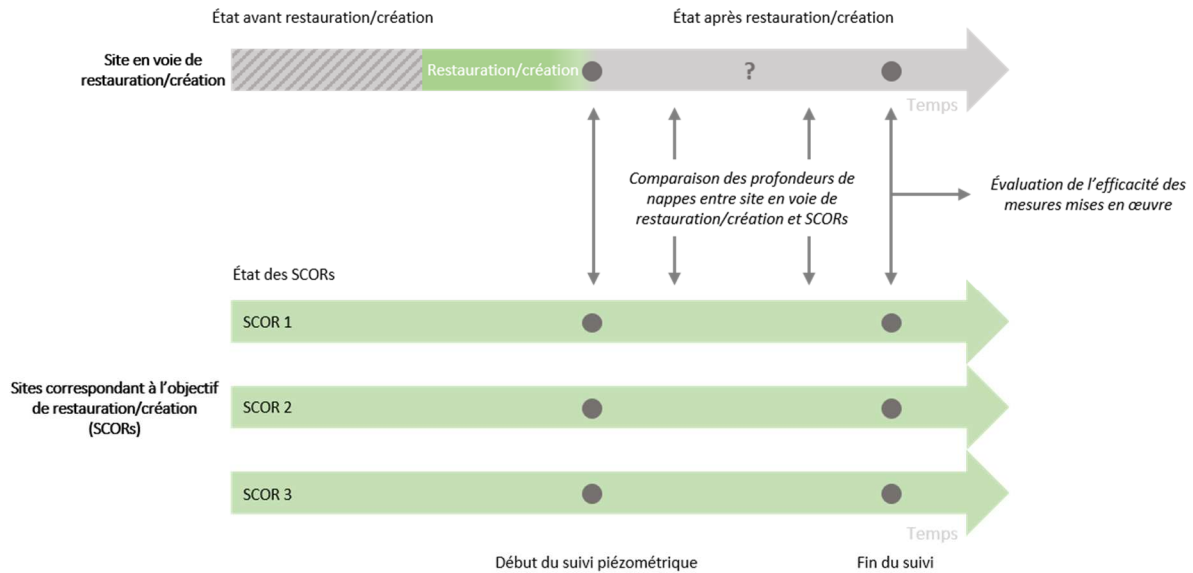 État avant restauration/création
État après restauration/création
Site en voie de
restauration/création
Restauration/création
?
Temps
Comparaison des profondeurs de
nappes entre site en voie de
restauration/création et SCORs
Évaluation de l’efficacité des
mesures mises en œuvre
État des SCORs
SCOR 1
Sites correspondant à l’objectif
de restauration/création
(SCORs)
SCOR 2
SCOR 3
Temps
Début du suivi piézométrique
Fin du suivi